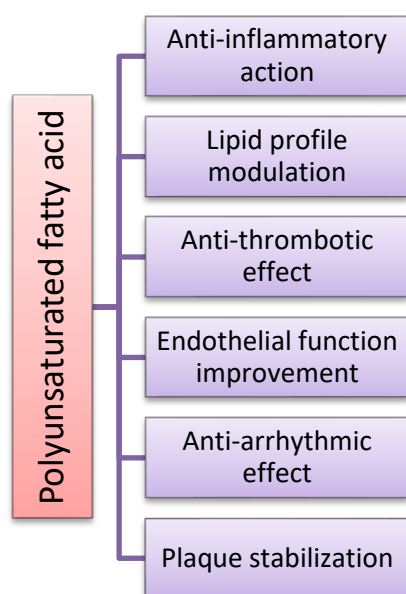 Polyunsaturated fatty acid
Anti-inflammatory
action
Lipid profile
modulation
Anti-thrombotic
effect
Endothelial function
improvement
Anti-arrhythmic
effect
Plaque stabilization